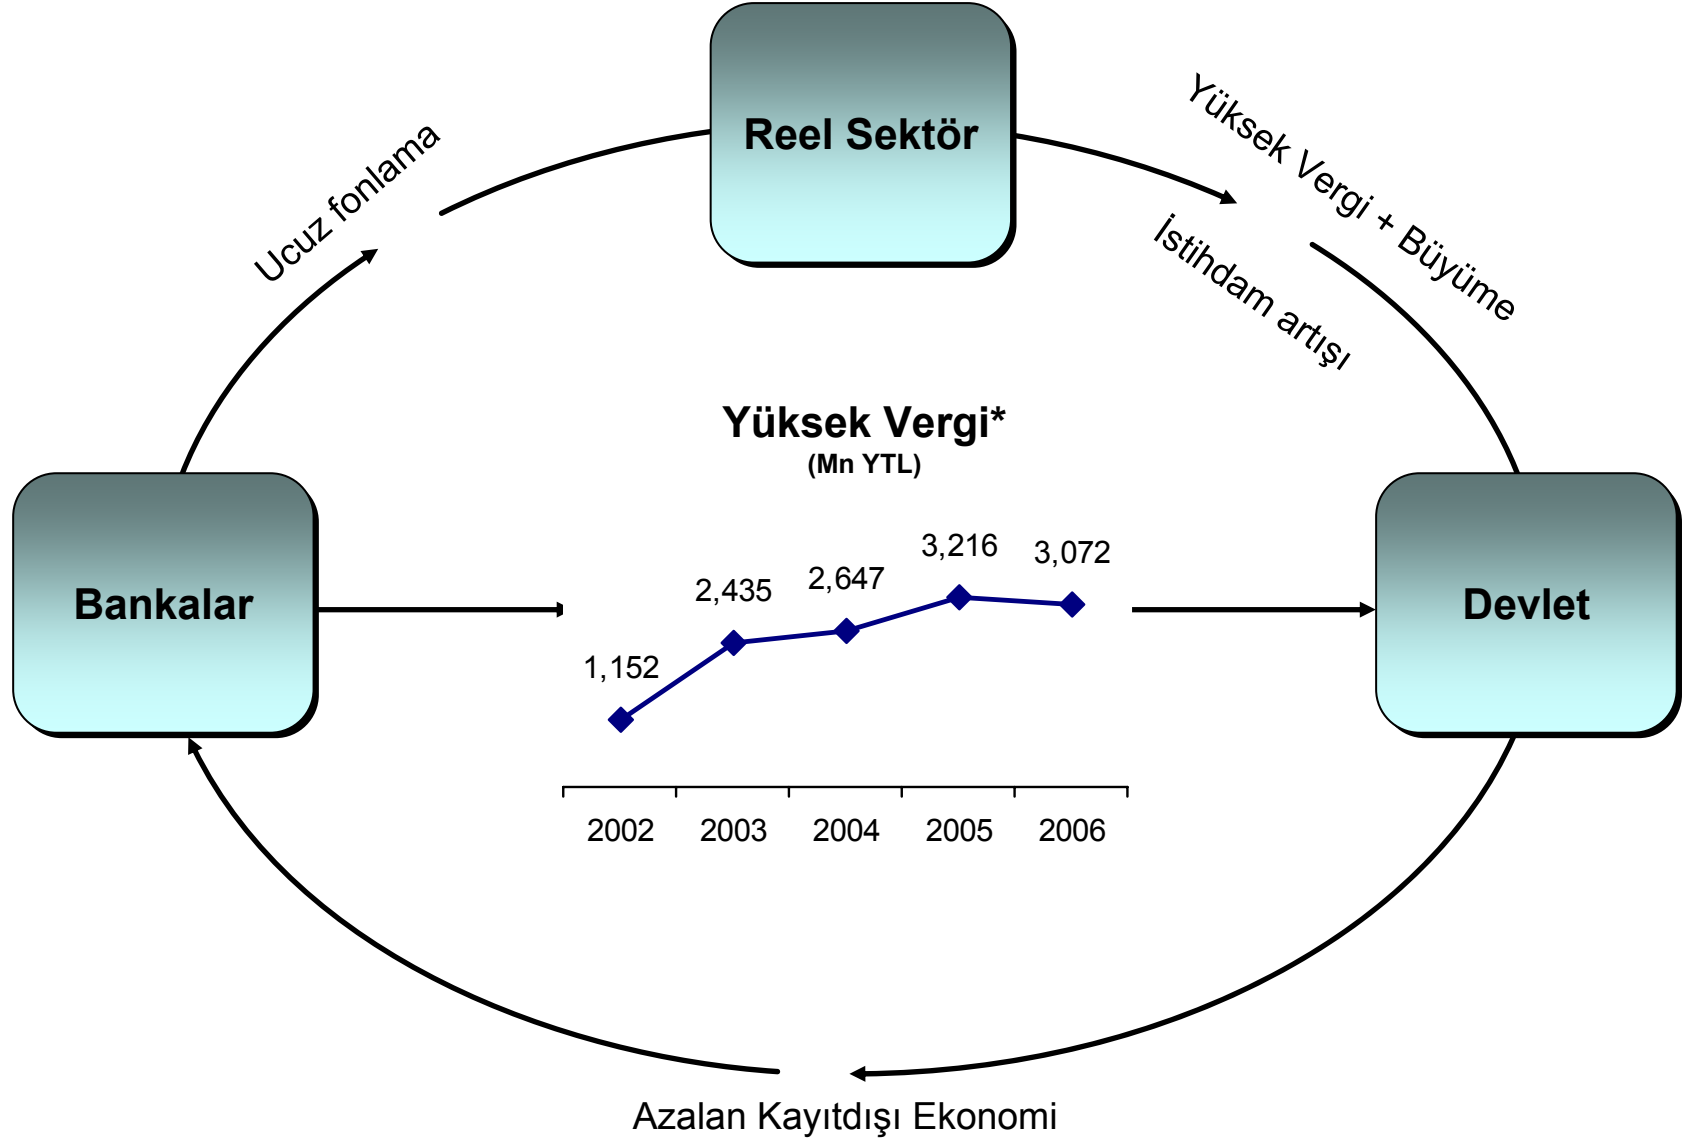 Reel Sektör
Ucuz fonlama
Yüksek Vergi + Büyüme
İstihdam artışı
Yüksek Vergi*
(Mn YTL)
Bankalar
Devlet
1,152
2,435
2,647
3,216
3,072
2002 2003 2004 2005 2006
Azalan Kayıtdışı Ekonomi